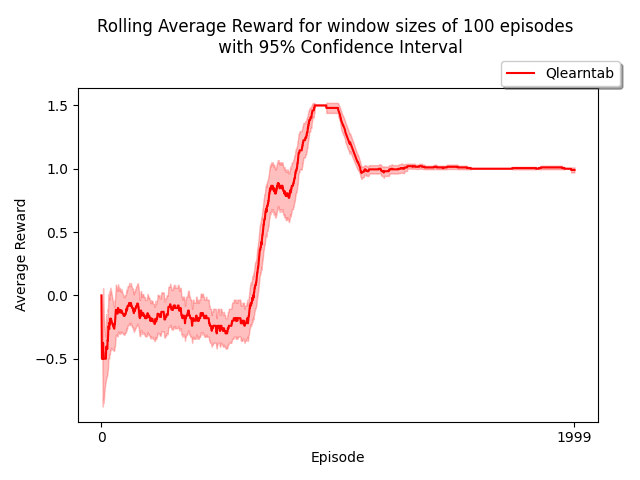 Rolling Average Reward for window sizes of 100 episodes
with 95% Confidence Interval
Qlearntab
1.5
1.0
0.5
0.0
−0.5
Average Reward
0
1999
Episode